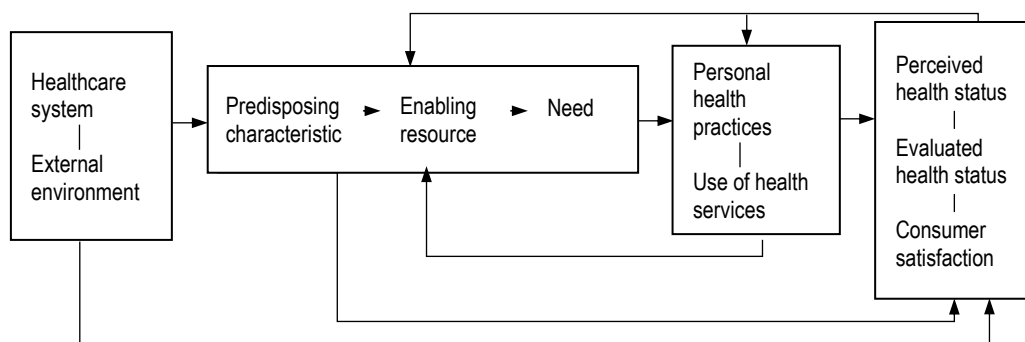 Healthcare
system
External
environment
Predisposing
characteristic
Enabling
resource
Need
Personal
health
practices
Use of health
services
Perceived
health status
Evaluated
health status
Consumer
satisfaction